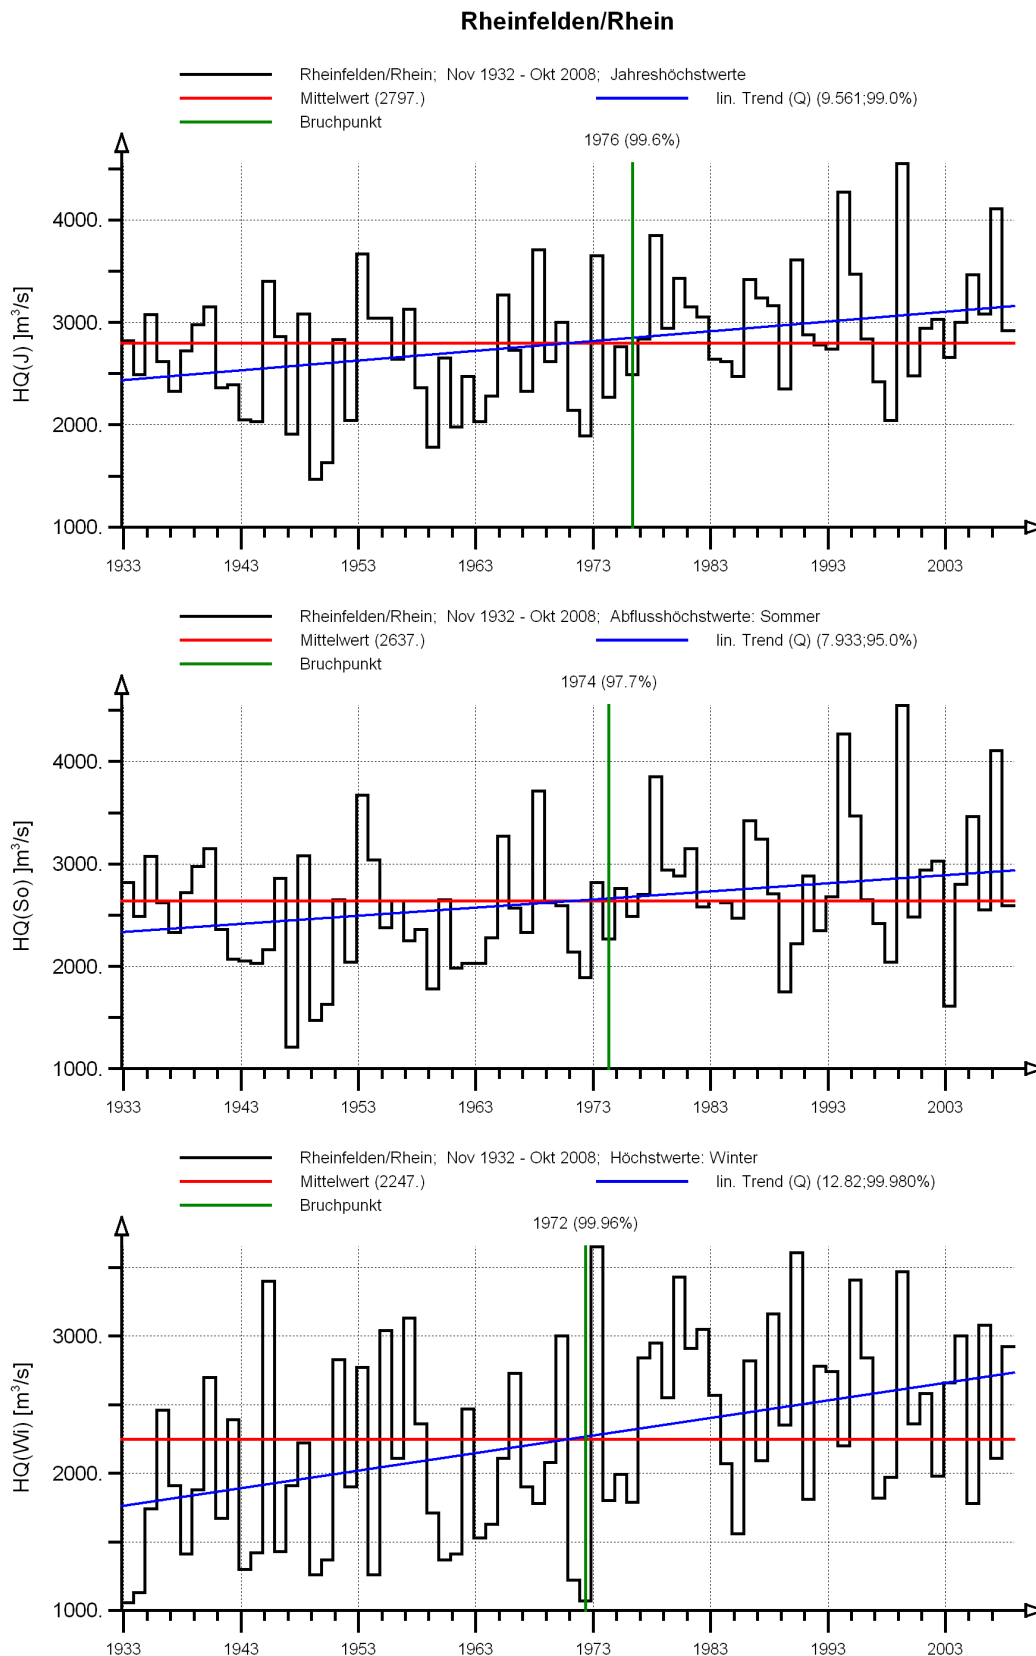 Rheinfelden/Rhein
Rheinfelden/Rhein; Nov 1932 - Okt 2008; Jahreshöchstwerte
Mittelwert (2797.) lin. Trend (Q) (9.561;99.0%)
Bruchpunkt
1976 (99.6%)
HQ(J) ]m³/s]
4000.
3000.
2000.
1000.
1933 1943 1953 1963 1973 1983 1993 2003
Rheinfelden/Rhein; Nov 1932 - Okt 2008; Abflusshöchstwerte: Sommer
Mittelwert (2637.) lin. Trend (Q) (7.933;95.0%)
Bruchpunkt
1974 (97.7%)
HQ(So) ]m³/s]
4000.
3000.
2000.
1000.
1933 1943 1953 1963 1973 1983 1993 2003
Rheinfelden/Rhein; Nov 1932 - Okt 2008; Höchstwerte: Winter
Mittelwert (2247.) lin. Trend (Q) (12.82;99.980%)
Bruchpunkt
1972 (99.96%)
HQ(Wi) [m³/s]
3000.
2000.
1000.
1933 1943 1953 1963 1973 1983 1993 2003